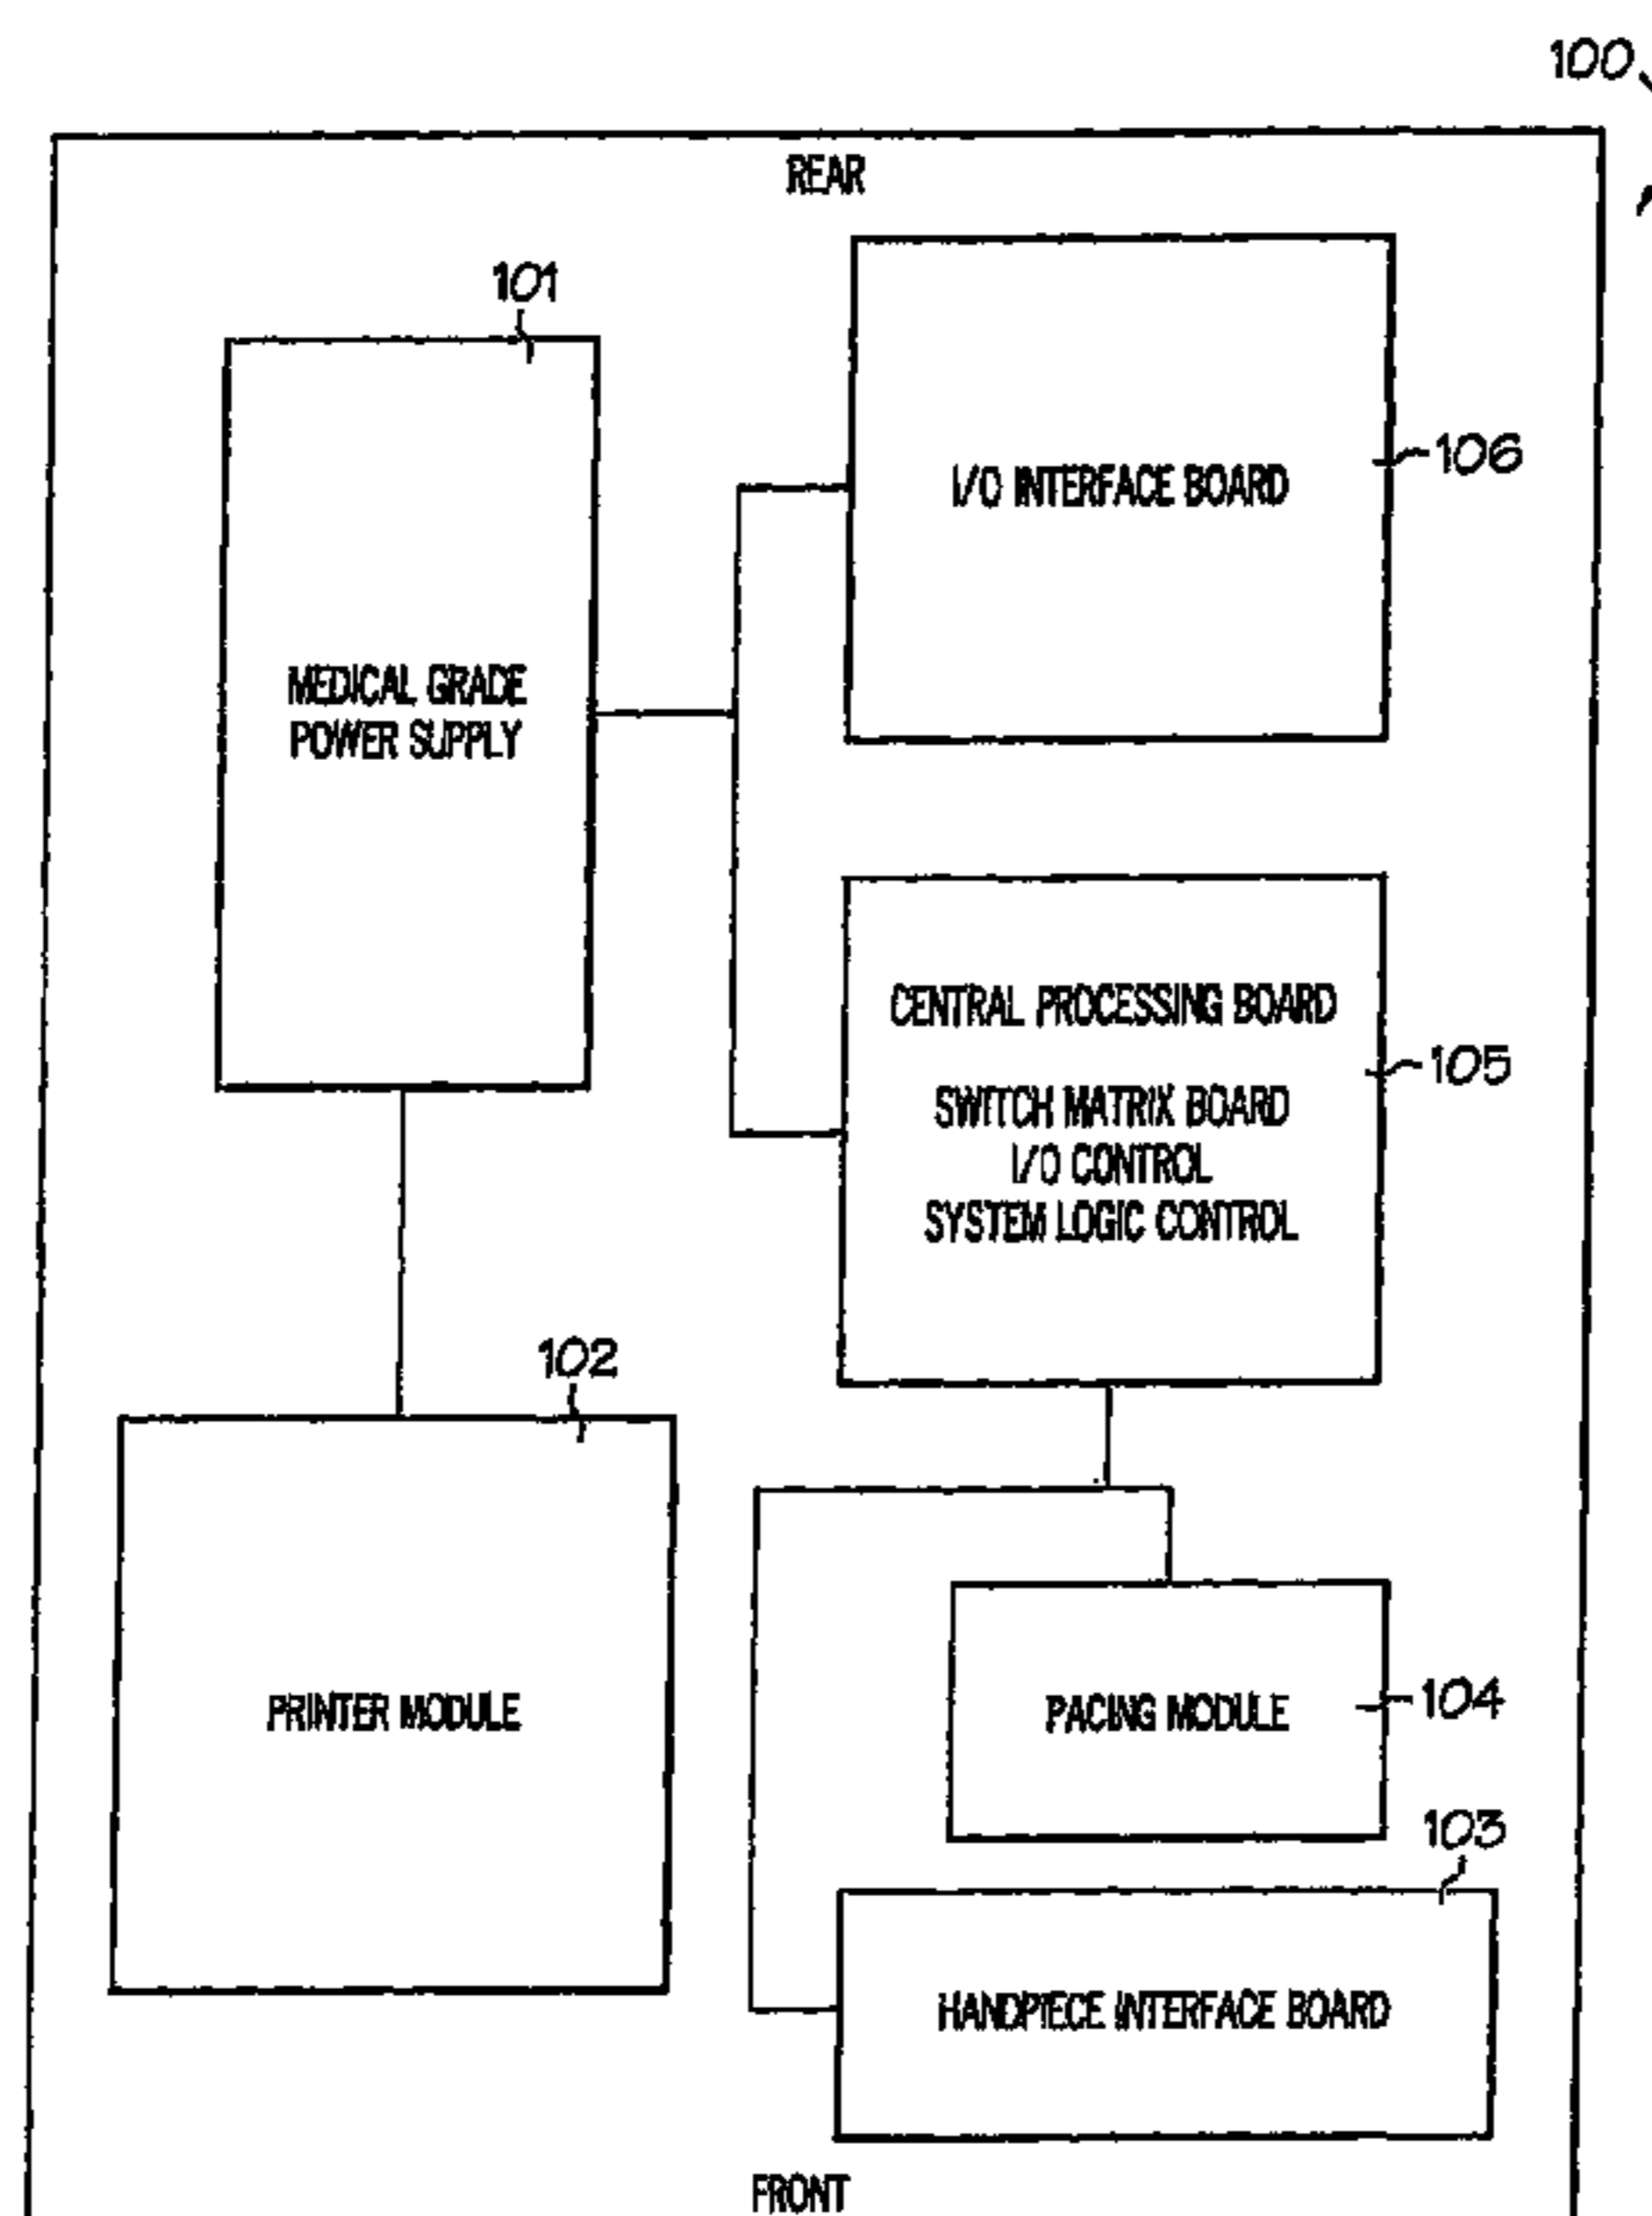 100
REAR
101
MEDICAL GRADE
POWER SUPPLY
I/O INTERFACE BOARD
106
CENTRAL PROCESSING BOARD
SWITCH MATRIX BOARD
I/O CONTROL
SYSTEM LOGIC CONTROL
105
102
PRINTER MODULE
PACING MODULE
104
103
HANDPIECE INTERFACE BOARD
FRONT